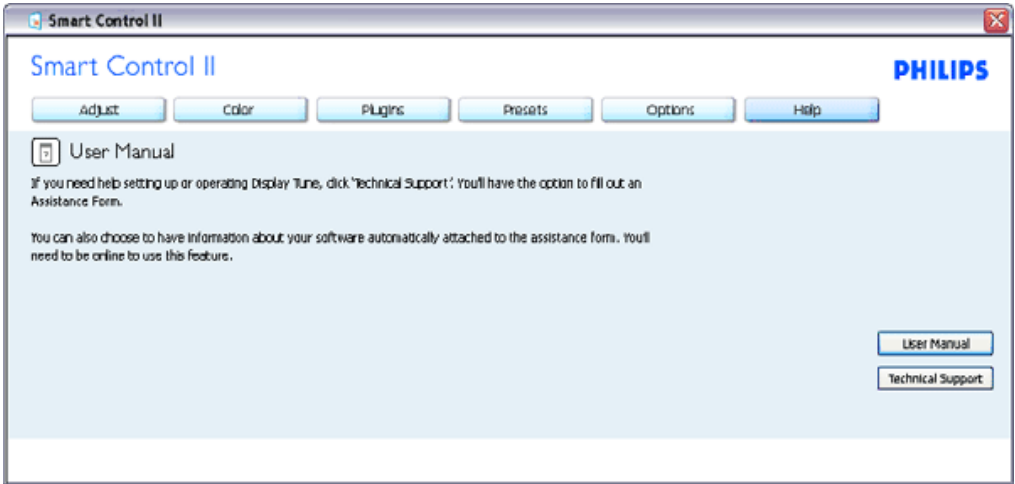 Smart Control II
Smart Control II
PHILIPS
Adjust Color Plugins Presets Options Help
User Manual
If you need help setting up or operating Display Tune, click 'Technical Support'. You'll have the option to fill out an
Assistance Form.
You can also choose to have information about your software automatically attached to the assistance form. You'll
need to be online to use this feature.
User Manual
Technical Support